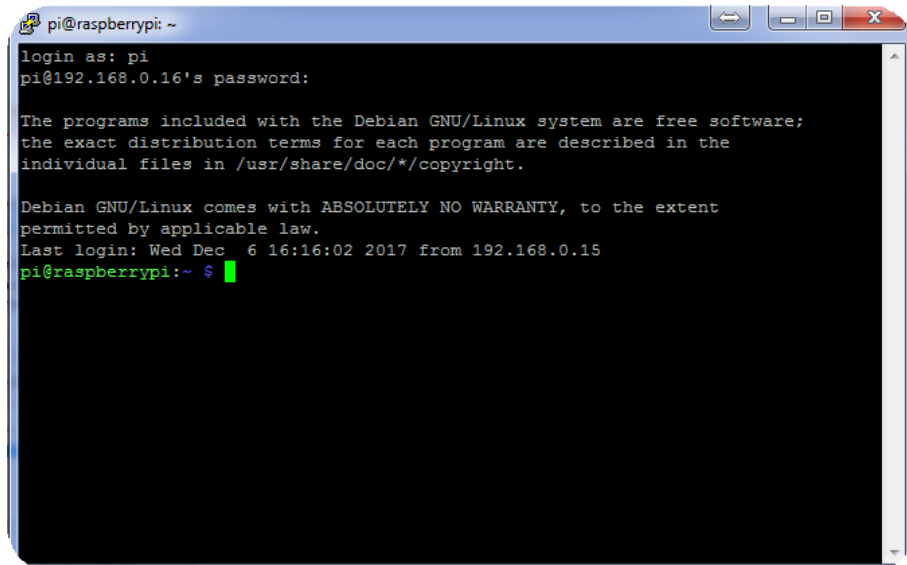 pi@raspberrypi: ~
login as: pi
pi@192.168.0.16's password:
The programs included with the Debian GNU/Linux system are free software;
the exact distribution terms for each program are described in the
individual files in /usr/share/doc/*/copyright.
Debian GNU/Linux comes with ABSOLUTELY NO WARRANTY, to the extent
permitted by applicable law.
Last login: Wed Dec  6 16:16:02 2017 from 192.168.0.15
pi@raspberrypi:~ $